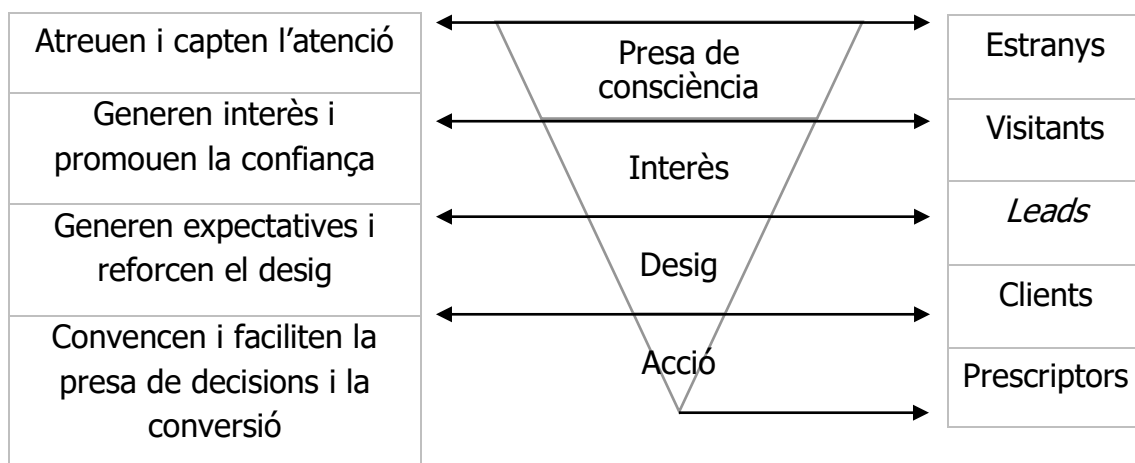 Atreuen i capten l’atenció
Generen interès i
promouen la confiança
Generen expectatives i
reforcen el desig
Convencen i faciliten la
presa de decisions i la
conversió
Presa de
consciència
Interès
Desig
Acció
Estranys
Visitants
Leads
Clients
Prescriptors